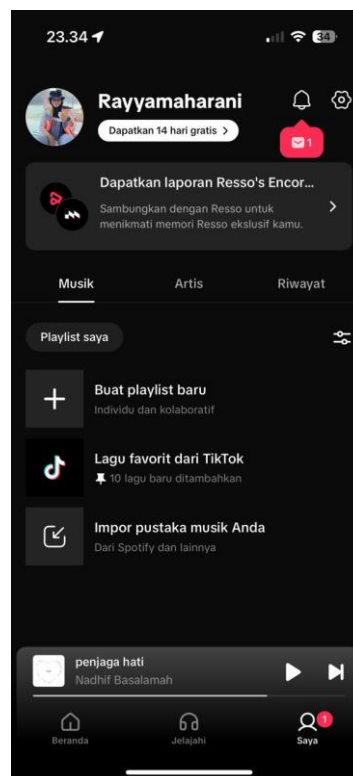 23.34
34
Rayyamaharani
Dapatkan 14 hari gratis >
1
Dapatkan laporan Resso's Encor...
Sambungkan dengan Resso untuk
menikmati memori Resso ekslusif kamu.
Musik
Artis
Riwayat
Playlist saya
Buat playlist baru
Individu dan kolaboratif
Lagu favorit dari TikTok
10 lagu baru ditambahkan
Impor pustaka musik Anda
Dari Spotify dan lainnya
penjaga hati
Nadhif Basalamah
1
Beranda
Jelajahi
Saya